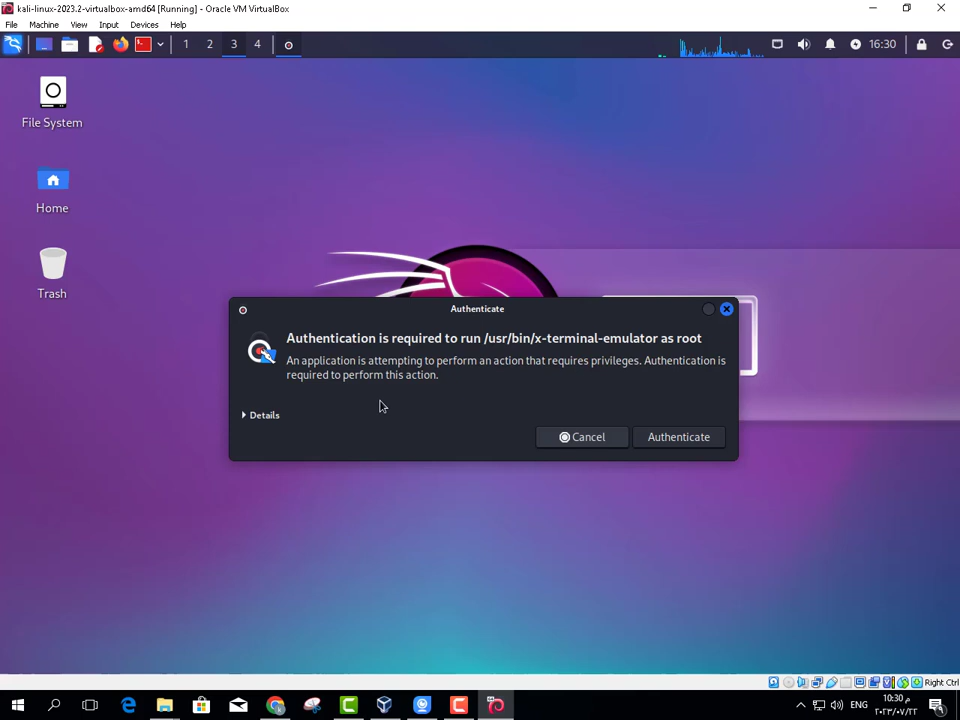 kali-linux-2023.2-virtualbox-amd64 [Running] - Oracle VM VirtualBox
File Machine View Input Devices Help
1 2 3 4 16:30
File System
Home
Trash
Authenticate
Authentication is required to run /usr/bin/x-terminal-emulator as root
An application is attempting to perform an action that requires privileges. Authentication is
required to perform this action.
Details
Cancel Authenticate
Right Ctrl
ENG
10:30 م
٢٠٢٣/٠٧/٢٢